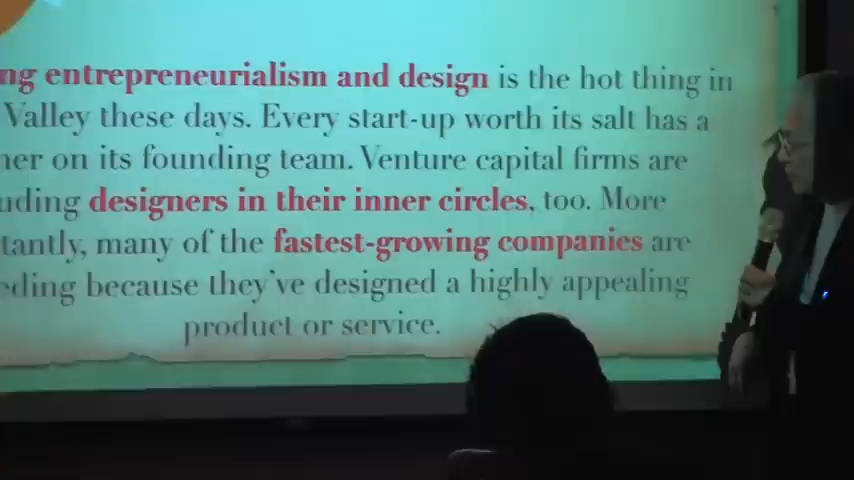 ng entrepreneurialism and design is the hot thing in
Valley these days. Every start-up worth its salt has a
ner on its founding team. Venture capital firms are
uding designers in their inner circles, too. More
tantly, many of the fastest-growing companies are
eding because they've designed a highly appealing
product or service.